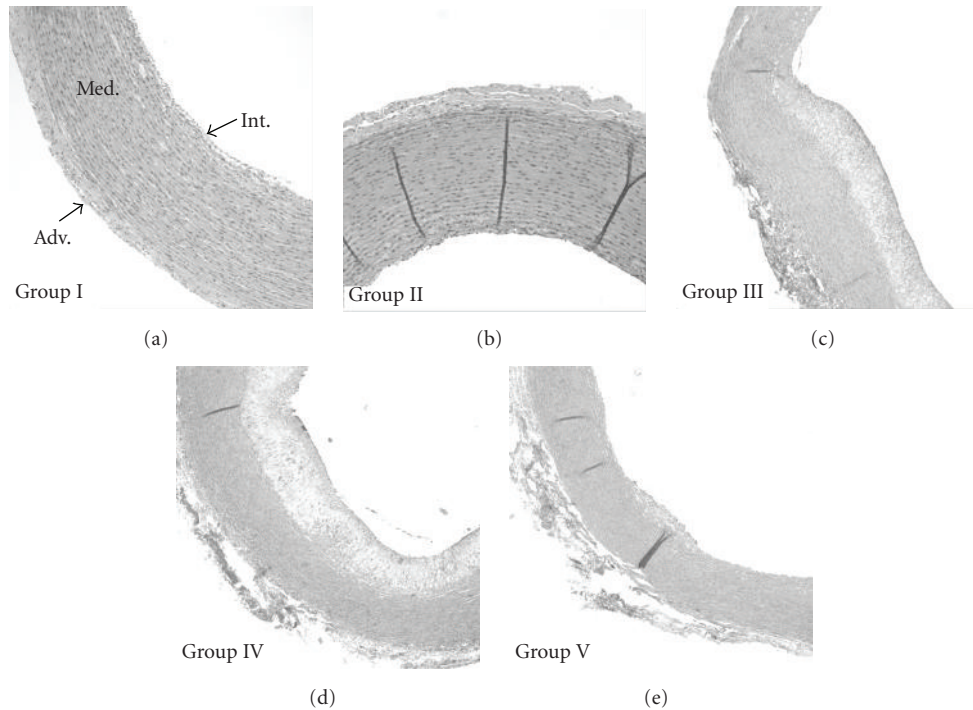 Med.
Int.
Adv.
Group I
Group II
Group III
(a)
(b)
(c)
Group IV
Group V
(d)
(e)